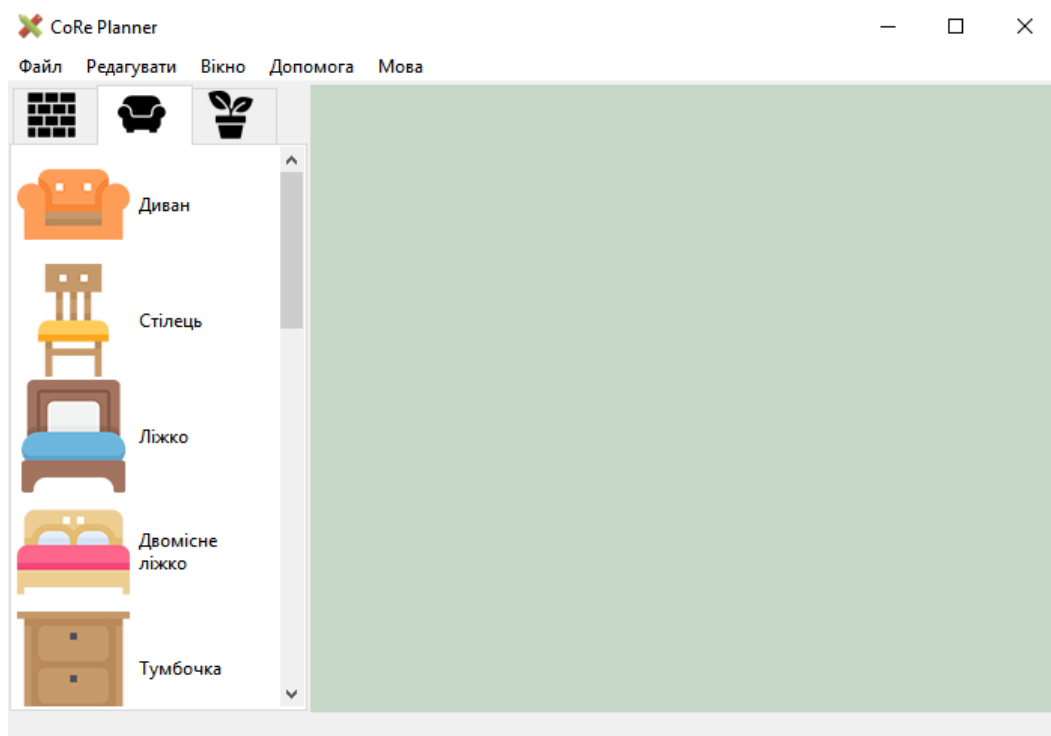 CoRe Planner
Файл Редагувати Вікно Допомога Мова
Диван
Стілець
Ліжко
Двомісне
ліжко
Тумбочка